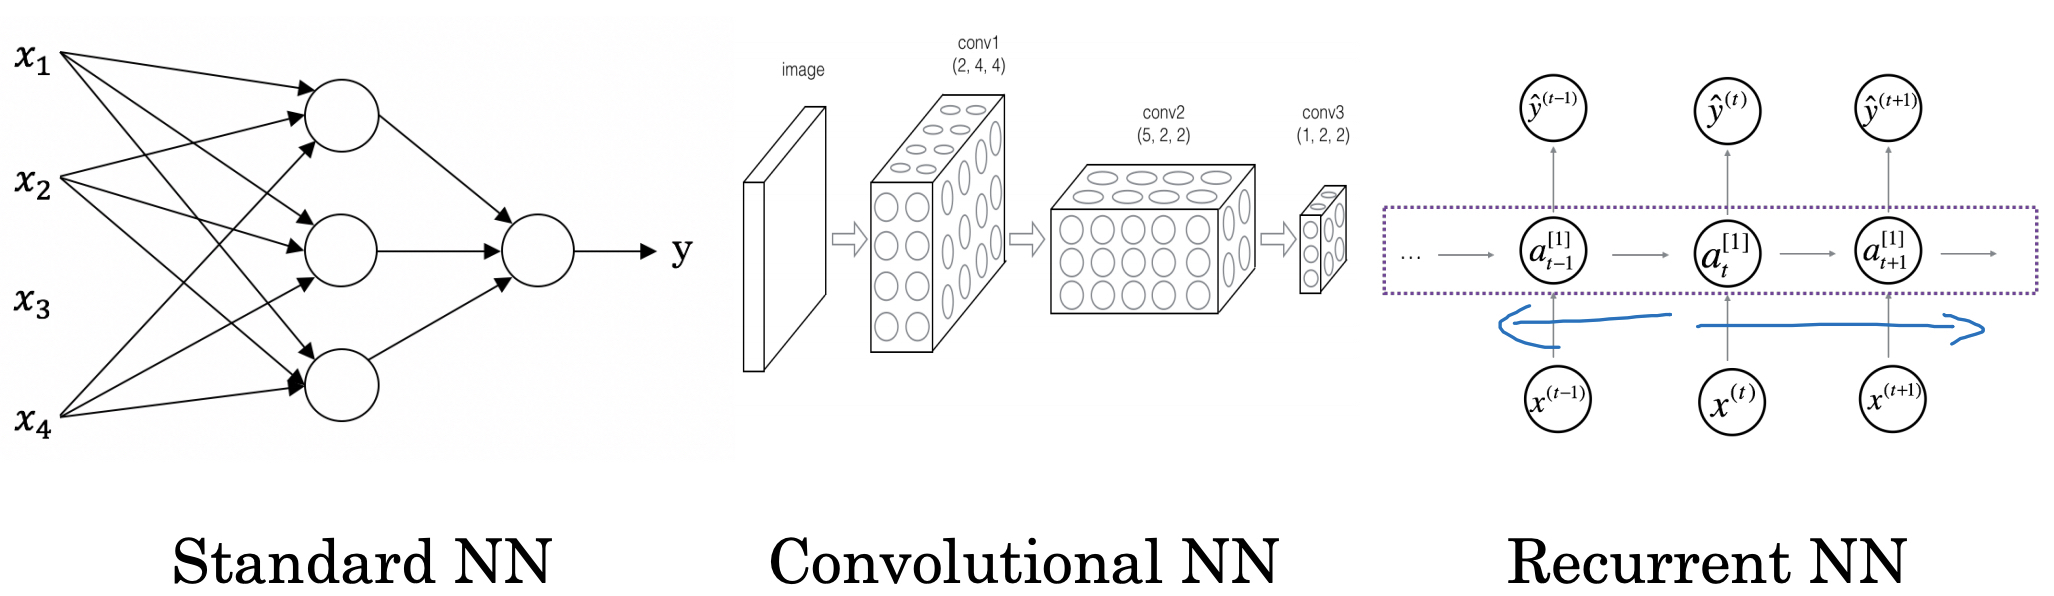 x₁
x₂
x₃
x₄
y
Standard NN
image
conv1
(2, 4, 4)
conv2
(5, 2, 2)
conv3
(1, 2, 2)
Convolutional NN
ŷ⁽ᵗ⁻¹⁾ ŷ⁽ᵗ⁾ ŷ⁽ᵗ⁺¹⁾
... a[1]t−1 a[1]t a[1]t+1
x⁽ᵗ⁻¹⁾ x⁽ᵗ⁾ x⁽ᵗ⁺¹⁾
Recurrent NN